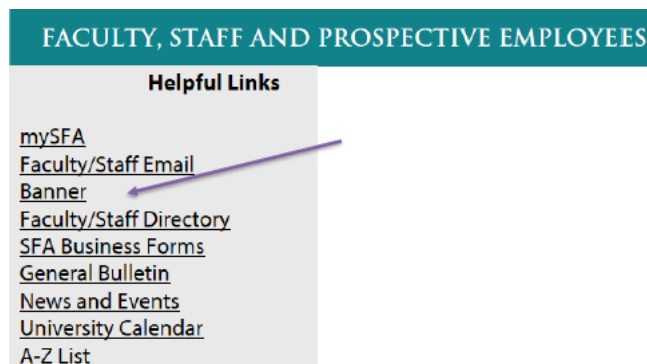 FACULTY, STAFF AND PROSPECTIVE EMPLOYEES
Helpful Links
mySFA
Faculty/Staff Email
Banner
Faculty/Staff Directory
SFA Business Forms
General Bulletin
News and Events
University Calendar
A-Z List